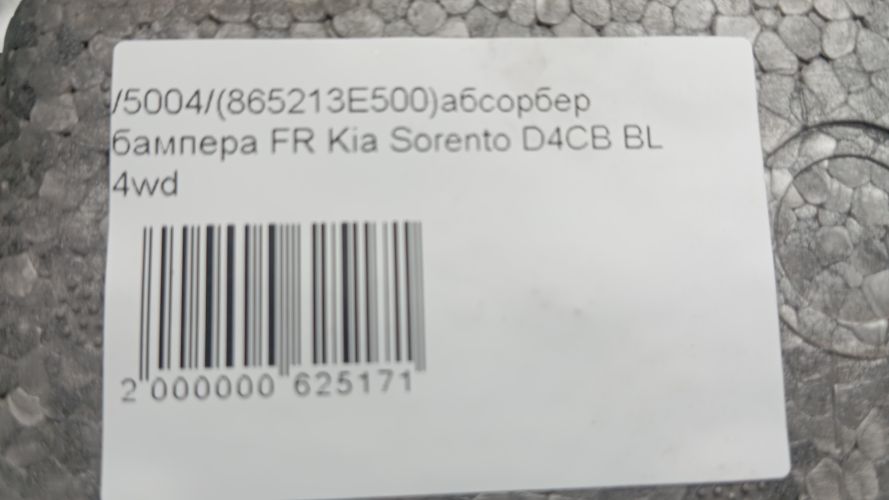 /5004/(865213E500)абсорбер
бампера FR Kia Sorento D4CB BL
4wd
2 000000 625171